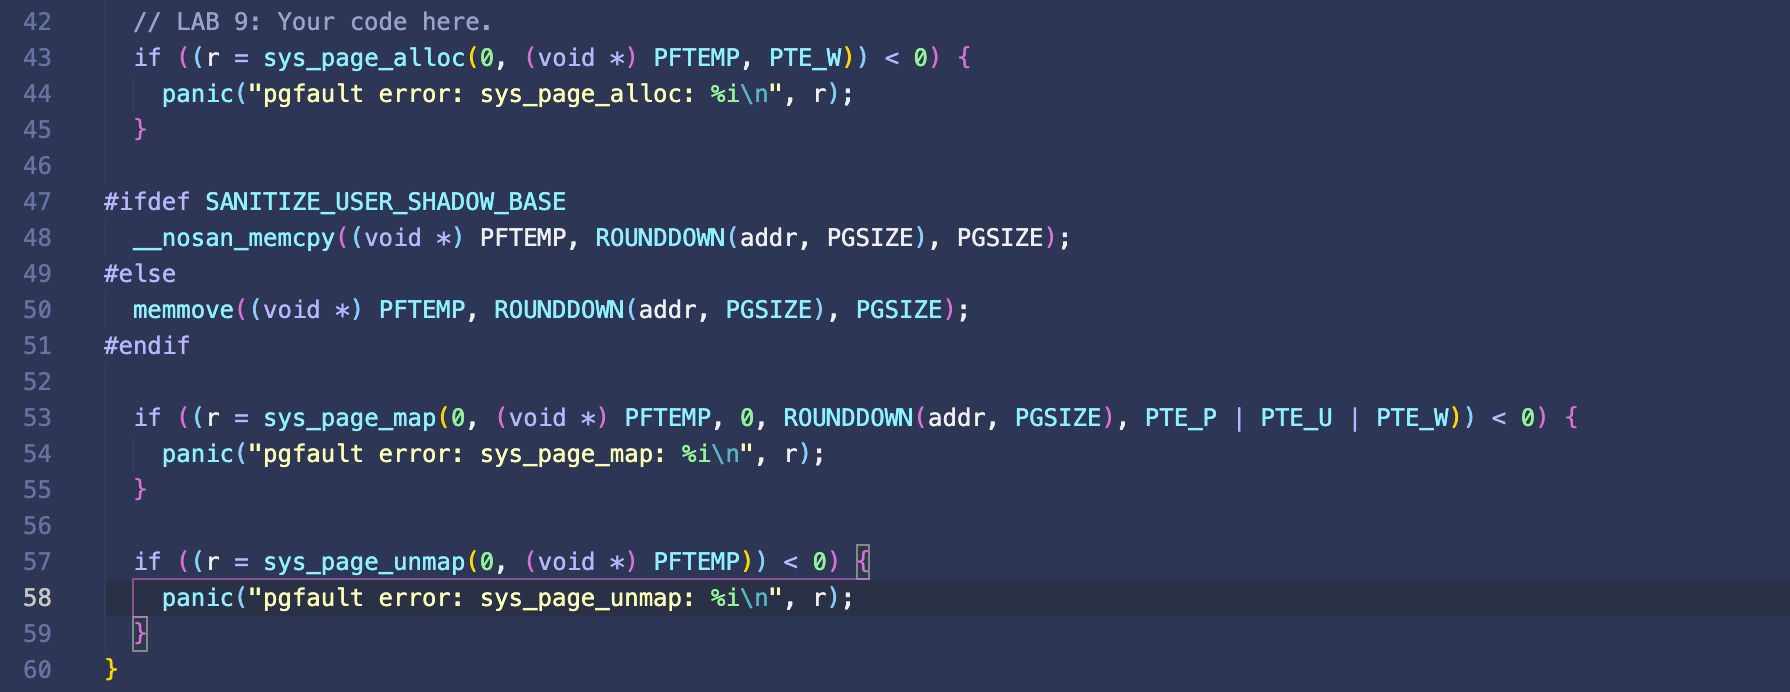 42 // LAB 9: Your code here.
43 if ((r = sys_page_alloc(0, (void *) PFTEMP, PTE_W)) < 0) {
44 panic("pgfault error: sys_page_alloc: %i\n", r);
45 }
46
47 #ifdef SANITIZE_USER_SHADOW_BASE
48 __nosan_memcpy((void *) PFTEMP, ROUNDDOWN(addr, PGSIZE), PGSIZE);
49 #else
50 memmove((void *) PFTEMP, ROUNDDOWN(addr, PGSIZE), PGSIZE);
51 #endif
52
53 if ((r = sys_page_map(0, (void *) PFTEMP, 0, ROUNDDOWN(addr, PGSIZE), PTE_P | PTE_U | PTE_W)) < 0) {
54 panic("pgfault error: sys_page_map: %i\n", r);
55 }
56
57 if ((r = sys_page_unmap(0, (void *) PFTEMP)) < 0) {
58 panic("pgfault error: sys_page_unmap: %i\n", r);
59 }
60 }